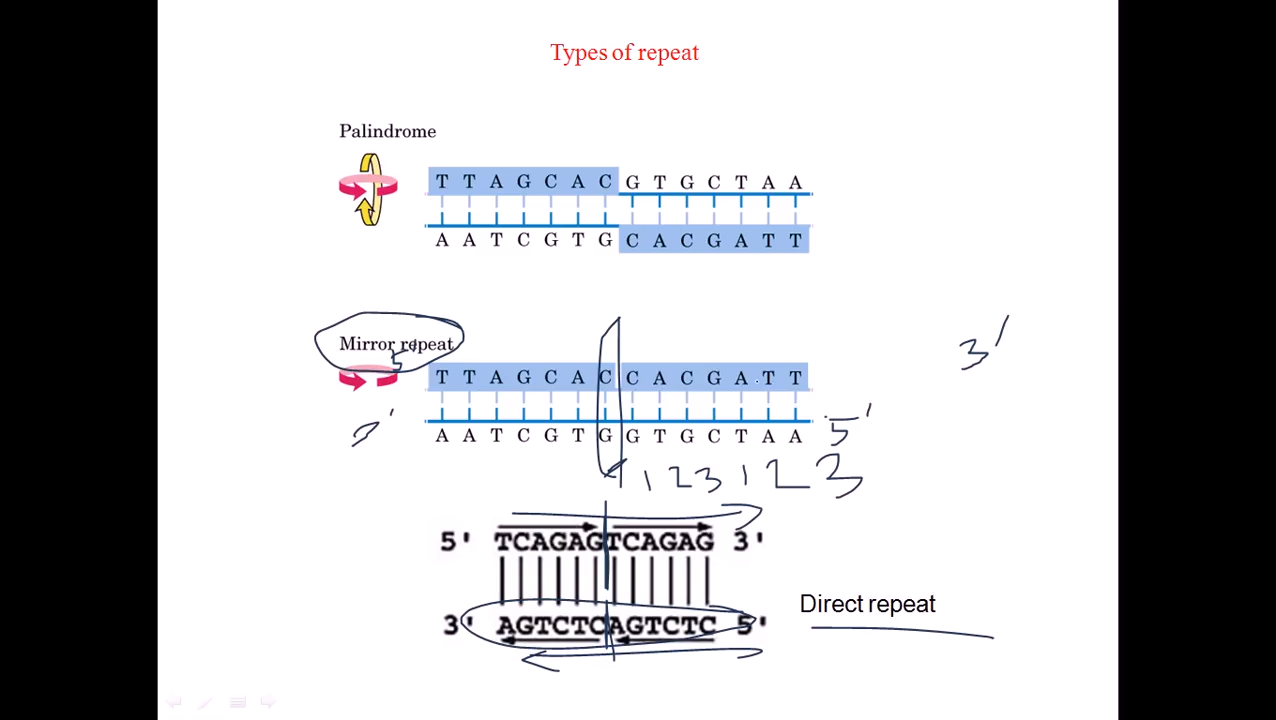 Types of repeat
Palindrome
T T A G C A C G T G C T A A
A A T C G T G C A C G A T T
3'
Mirror repeat
5'
T T A G C A C C A C G A T T
3' 5'
A A T C G T G G T G C T A A
1 2 3 1 2 3
5' TCAGAGTCAGAG 3'
Direct repeat
3' AGTCTCAGTCTC 5'